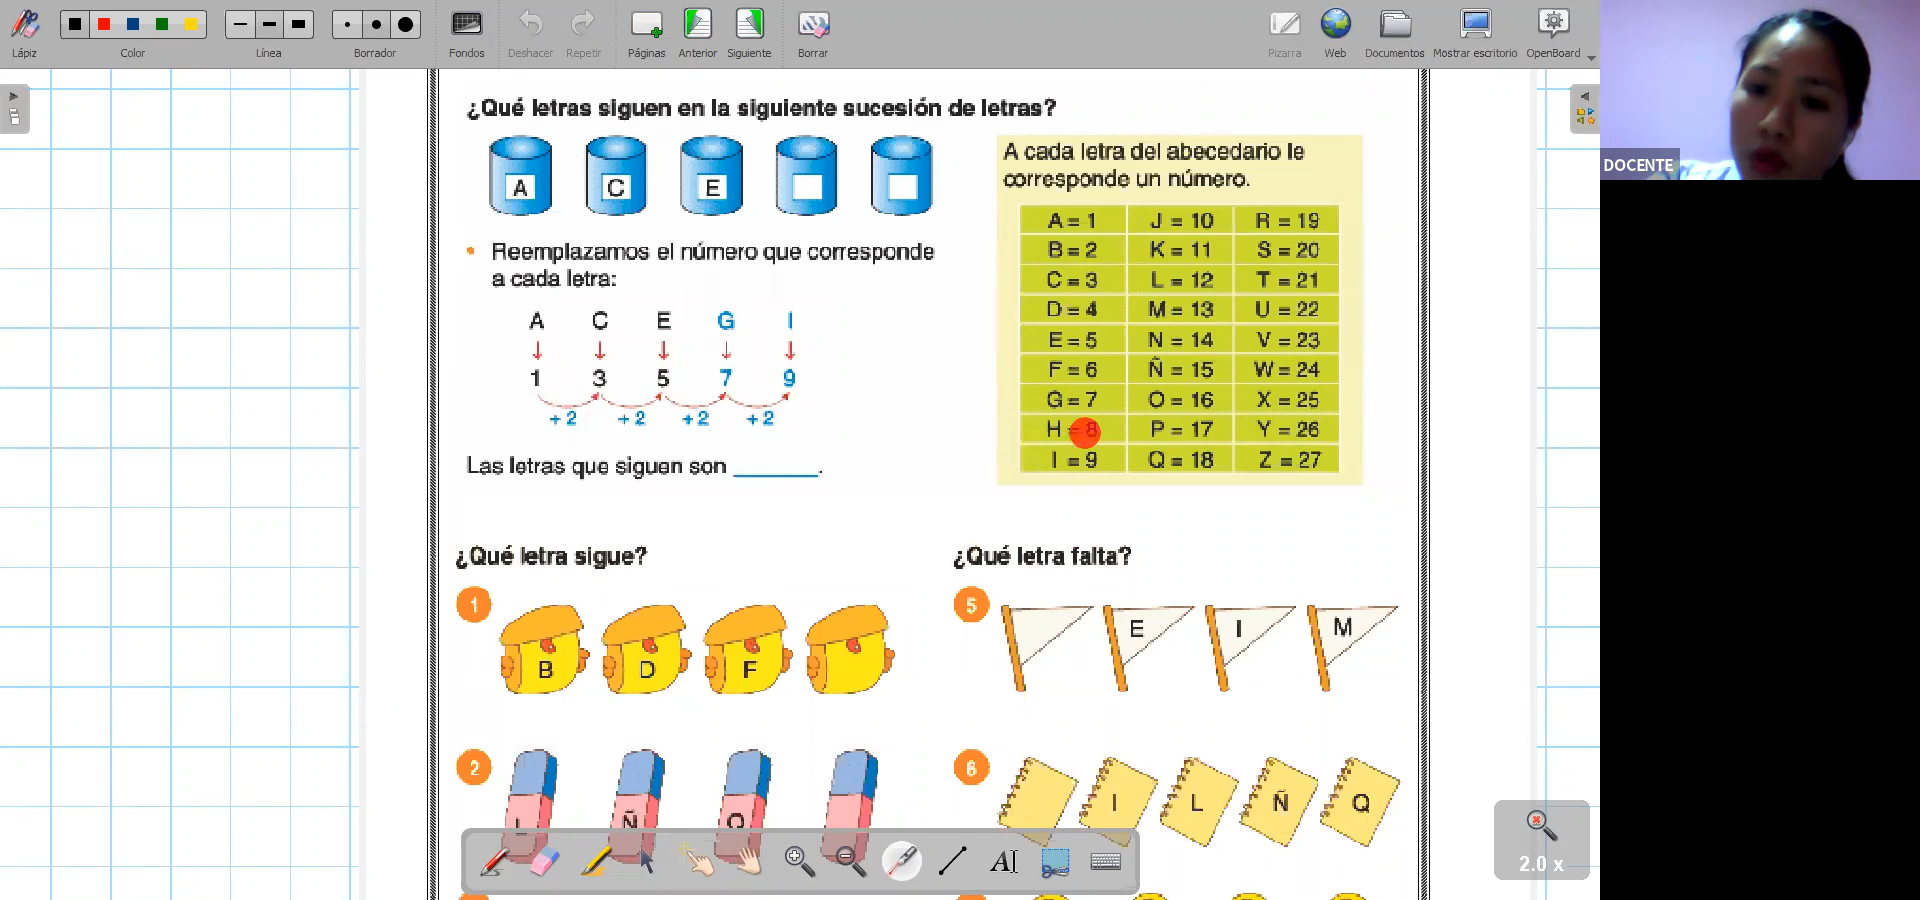 Lápiz
Color
Línea
Borrador
Fondos
Deshacer
Repetir
Páginas
Anterior
Siguiente
Borrar
Pizarra
Web
Documentos
Mostrar escritorio
OpenBoard
DOCENTE
¿Qué letras siguen en la siguiente sucesión de letras?
A C E
Reemplazamos el número que corresponde
a cada letra:
A C E G I
1 3 5 7 9
+2 +2 +2 +2
Las letras que siguen son ________.
A cada letra del abecedario le
corresponde un número.
A = 1 J = 10 R = 19
B = 2 K = 11 S = 20
C = 3 L = 12 T = 21
D = 4 M = 13 U = 22
E = 5 N = 14 V = 23
F = 6 Ñ = 15 W = 24
G = 7 O = 16 X = 25
H = 8 P = 17 Y = 26
I = 9 Q = 18 Z = 27
¿Qué letra sigue?
1
B D F
2
L Ñ Q
¿Qué letra falta?
5
E I M
6
I L Ñ Q
AI
2.0 x